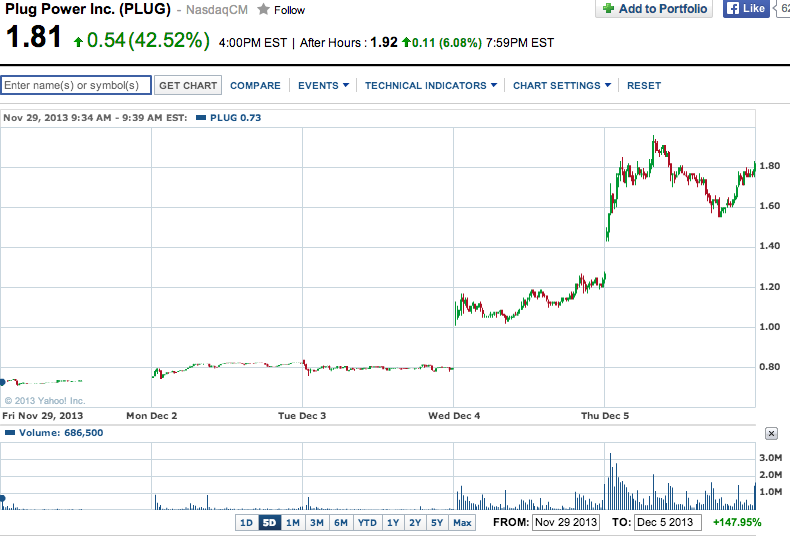 Plug Power Inc. (PLUG) - NasdaqCM Follow Add to Portfolio Like
1.81 0.54(42.52%) 4:00PM EST | After Hours : 1.92 0.11 (6.08%) 7:59PM EST
Enter name(s) or symbol(s) GET CHART COMPARE EVENTS TECHNICAL INDICATORS CHART SETTINGS RESET
Nov 29, 2013 9:34 AM - 9:39 AM EST: PLUG 0.73
1.80
1.60
1.40
1.20
1.00
0.80
© 2013 Yahoo! Inc.
Fri Nov 29, 2013 Mon Dec 2 Tue Dec 3 Wed Dec 4 Thu Dec 5
Volume: 686,500
3.0M
2.0M
1.0M
1D 5D 1M 3M 6M YTD 1Y 2Y 5Y Max FROM: Nov 29 2013 TO: Dec 5 2013 +147.95%